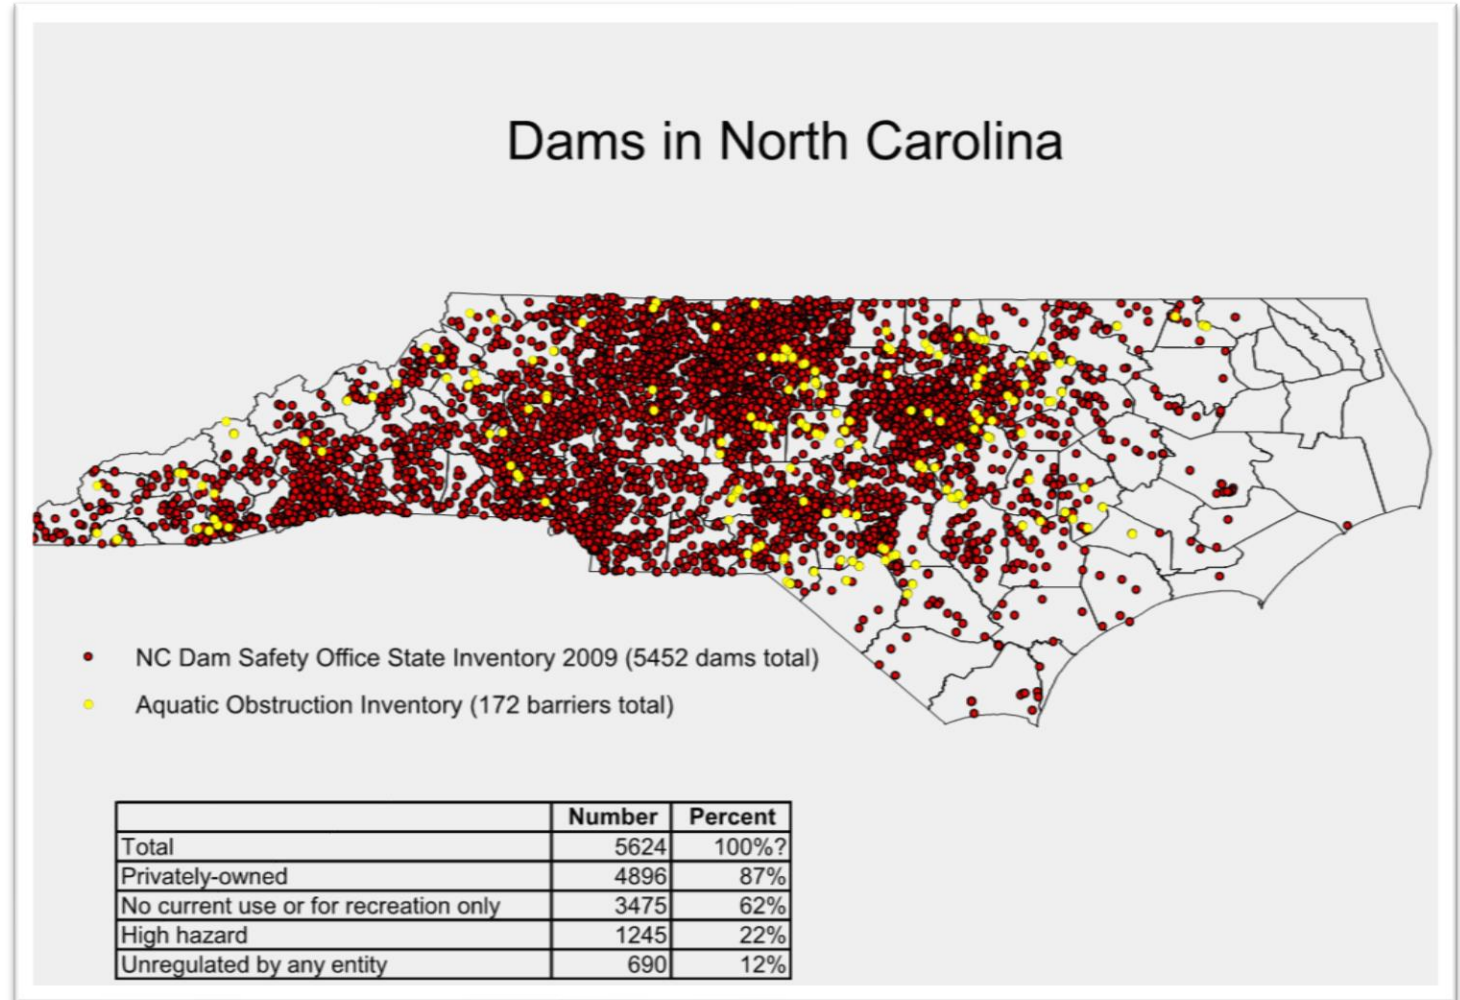 Dams in North Carolina
NC Dam Safety Office State Inventory 2009 (5452 dams total)
Aquatic Obstruction Inventory (172 barriers total)
Number Percent
Total 5624 100%?
Privately-owned 4896 87%
No current use or for recreation only 3475 62%
High hazard 1245 22%
Unregulated by any entity 690 12%